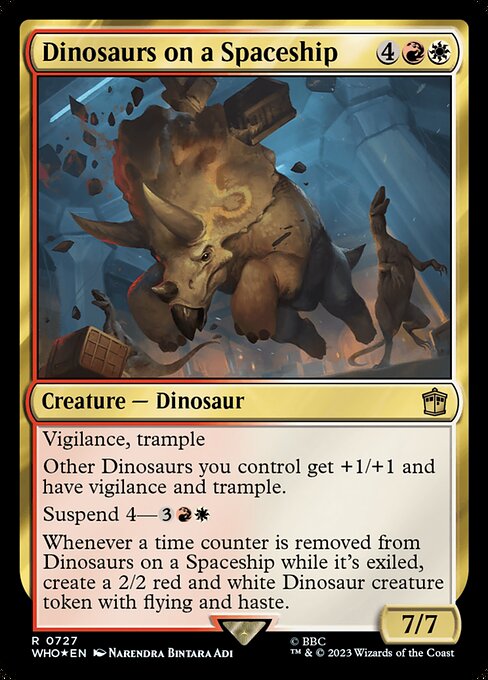 Dinosaurs on a Spaceship 4
Creature — Dinosaur
Vigilance, trample
Other Dinosaurs you control get +1/+1 and
have vigilance and trample.
Suspend 4—3
Whenever a time counter is removed from
Dinosaurs on a Spaceship while it's exiled,
create a 2/2 red and white Dinosaur creature
token with flying and haste.
7/7
R 0727
WHO★EN Narendra Bintara Adi
© BBC
™ & © 2023 Wizards of the Coast